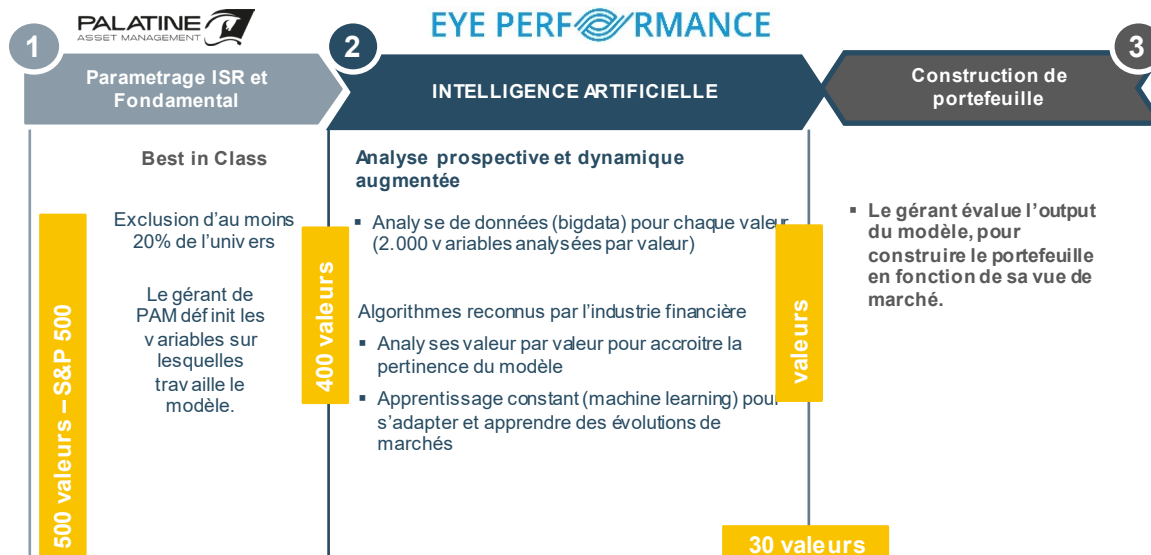 PALATINE
ASSET MANAGEMENT
EYE PERFORMANCE
1
Parametrage ISR et
Fondamental
2
INTELLIGENCE ARTIFICIELLE
3
Construction de
portefeuille
Best in Class
Exclusion d’au moins
20% de l’univers
Le gérant de
PAM définit les
variables sur
lesquelles
travaille le
modèle.
500 valeurs – S&P 500
400 valeurs
Analyse prospective et dynamique
augmentée
▪ Analyse de données (bigdata) pour chaque valeur
(2.000 variables analysées par valeur)
Algorithmes reconnus par l’industrie financière
▪ Analyses valeur par valeur pour accroitre la
pertinence du modèle
▪ Apprentissage constant (machine learning) pour
s’adapter et apprendre des évolutions de
marchés
valeurs
▪ Le gérant évalue l’output
du modèle, pour
construire le portefeuille
en fonction de sa vue de
marché.
30 valeurs